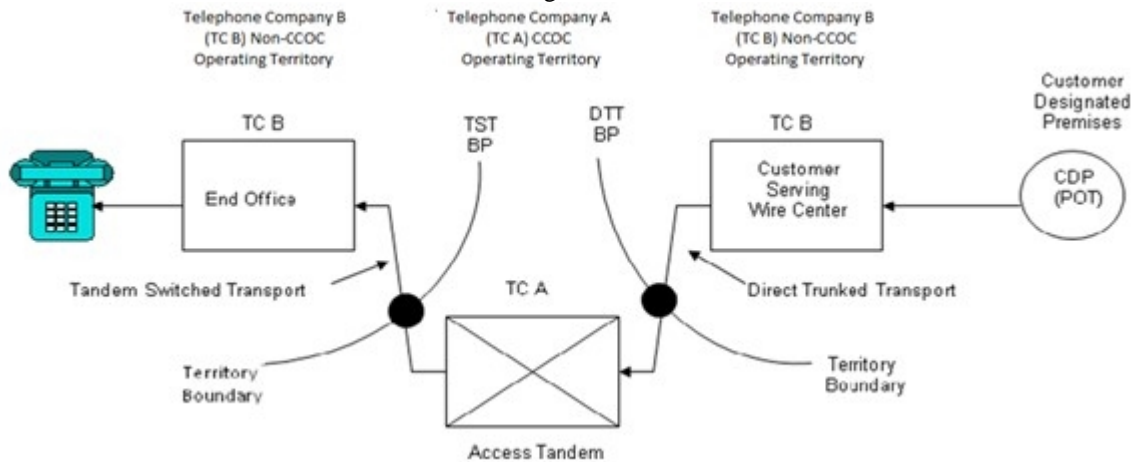 Telephone Company B
(TC B) Non-CCOC
Operating Territory
Telephone Company A
(TC A) CCOC
Operating Territory
Telephone Company B
(TC B) Non-CCOC
Operating Territory
Customer
Designated
Premises
TC B
TST
BP
DTT
BP
TC B
End Office
Customer
Serving
Wire Center
CDP
(POT)
Tandem Switched Transport
TC A
Direct Trunked Transport
Territory
Boundary
Territory
Boundary
Access Tandem